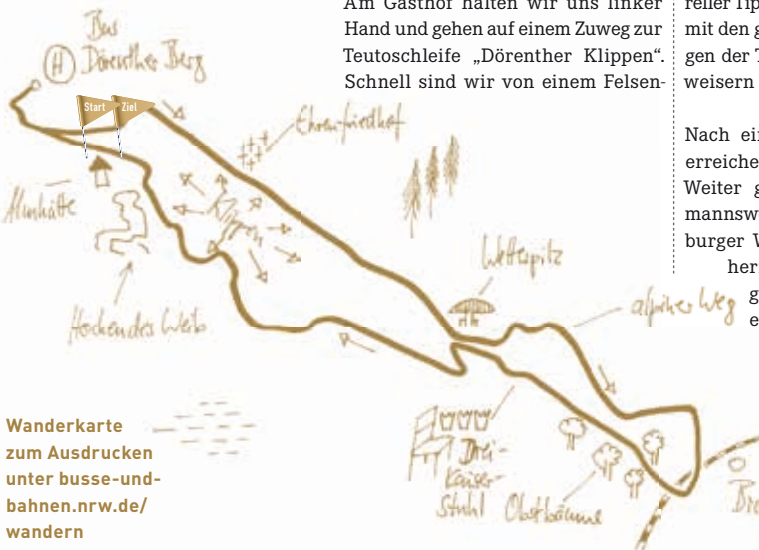 Am Gasthof halten wir uns linker
Hand und gehen auf einem Zuweg zur
Teutoschleife „Dörenther Klippen“.
Schnell sind wir von einem Felsen-
reller Tip
mit den g
gen der T
weisern
Nach ein
erreiche
Weiter g
mannsw
burger W
her
g
e
Bus
H Dörenther Berg
Start Ziel
Ehrenfriedhof
Almhütte
Hockendes Weib
Wetterpilz
alpiner Weg
Drei-
Kaiser-
Stuhl
Obstbäume
Bro
Wanderkarte
zum Ausdrucken
unter busse-und-
bahnen.nrw.de/
wandern